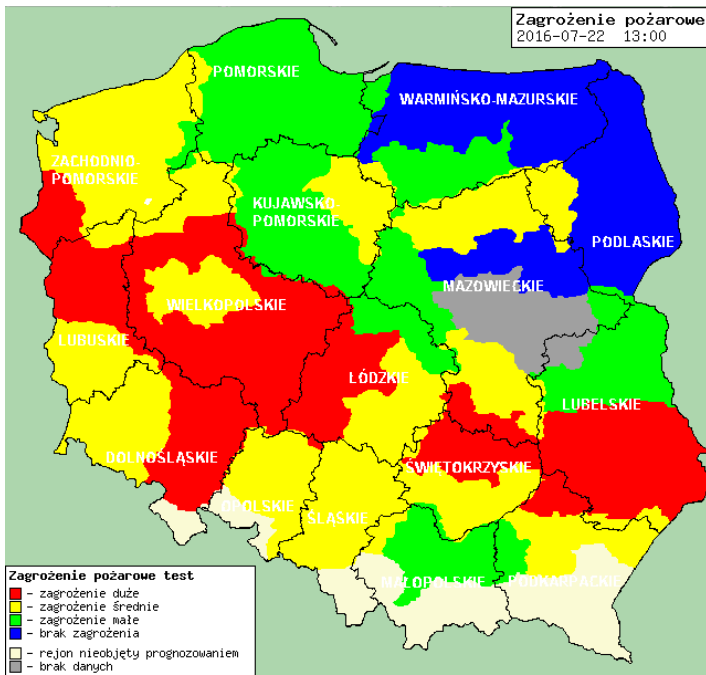 Zagrożenie pożarowe
2016-07-22 13:00
POMORSKIE
WARMIŃSKO-MAZURSKIE
ZACHODNIO-
POMORSKIE
KUJAWSKO-
POMORSKIE
PODLASKIE
MAZOWIECKIE
WIELKOPOLSKIE
LUBUSKIE
ŁÓDZKIE
LUBELSKIE
DOLNOŚLĄSKIE
ŚWIĘTOKRZYSKIE
OPOLSKIE
ŚLĄSKIE
MAŁOPOLSKIE
PODKARPACKIE
Zagrożenie pożarowe test
- zagrożenie duże
- zagrożenie średnie
- zagrożenie małe
- brak zagrożenia
- rejon nieobjęty prognozowaniem
- brak danych